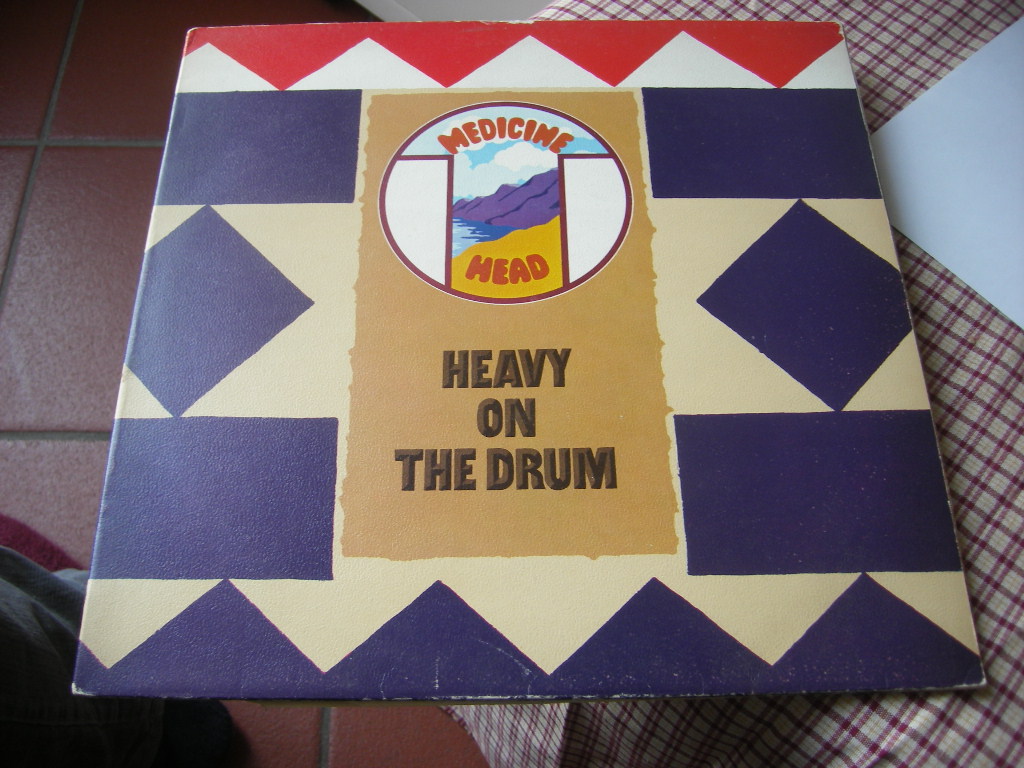 MEDICINE
HEAD
HEAVY
ON
THE DRUM